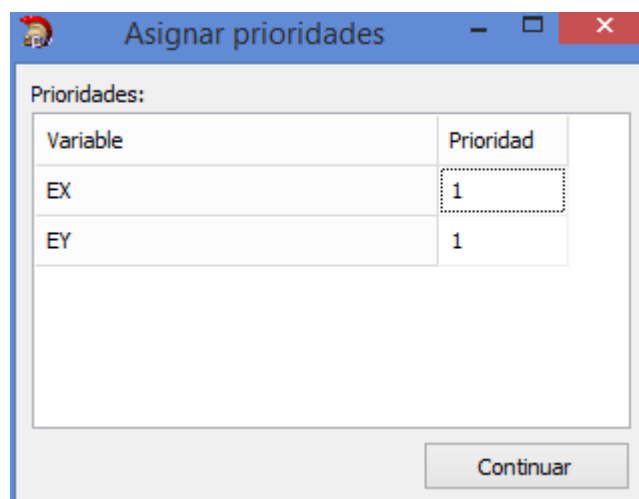 Asignar prioridades
Prioridades:
Variable Prioridad
EX 1
EY 1
Continuar